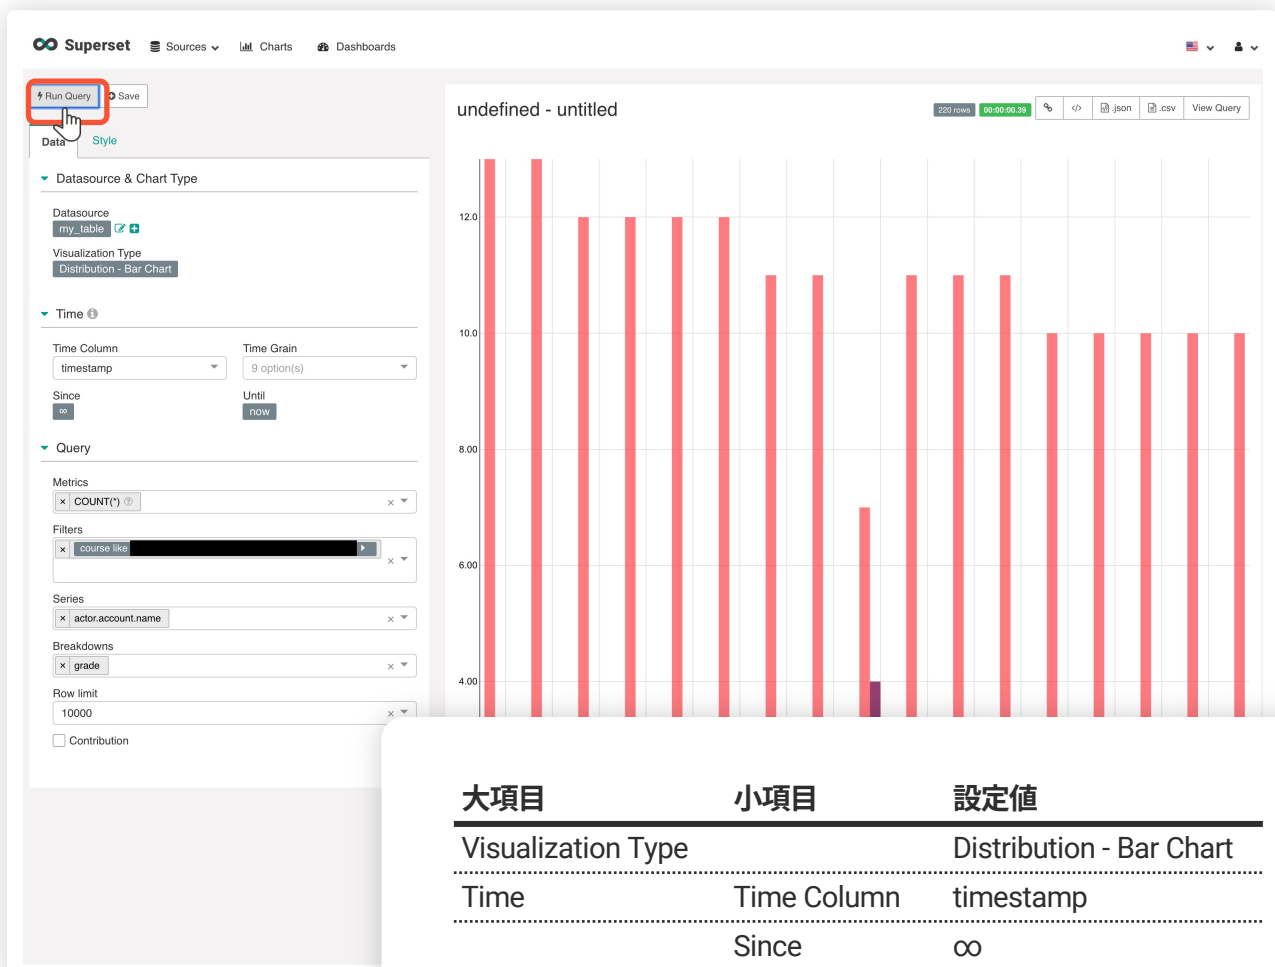 Superset Sources Charts Dashboards
Run Query Save
Data Style
Datasource & Chart Type
Datasource
my_table
Visualization Type
Distribution - Bar Chart
Time
Time Column Time Grain
timestamp 9 option(s)
Since Until
∞ now
Query
Metrics
× COUNT(*) ×
Filters
× course like ×
Series
× actor.account.name ×
Breakdowns
× grade ×
Row limit
10000 ×
Contribution
undefined - untitled 220 rows 00:00:00.39 </> .json .csv View Query
12.0
10.0
8.00
6.00
4.00
大項目 小項目 設定値
Visualization Type Distribution - Bar Chart
Time Time Column timestamp
Since ∞